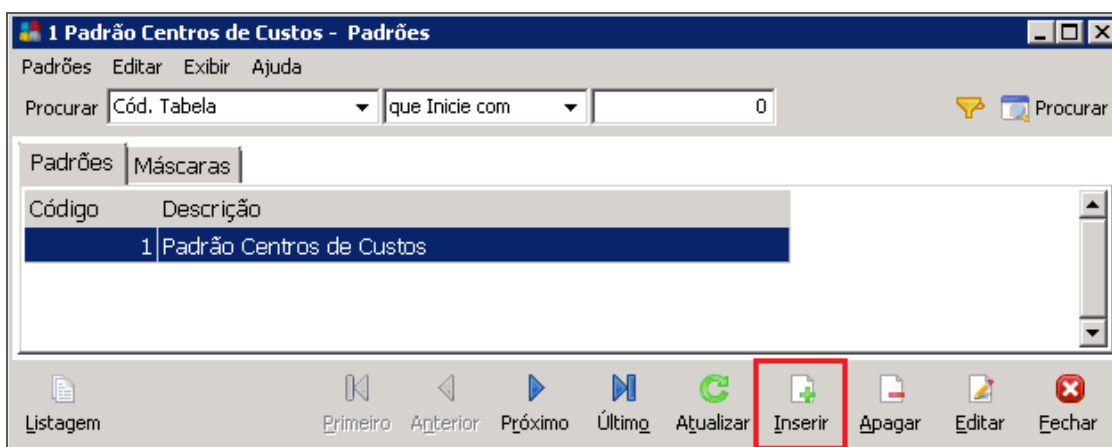 1 Padrão Centros de Custos - Padrões
Padrões Editar Exibir Ajuda
Procurar Cód. Tabela que Inicie com 0 Procurar
Padrões Máscaras
Código Descrição
1 Padrão Centros de Custos
Listagem Primeiro Anterior Próximo Último Atualizar Inserir Apagar Editar Fechar